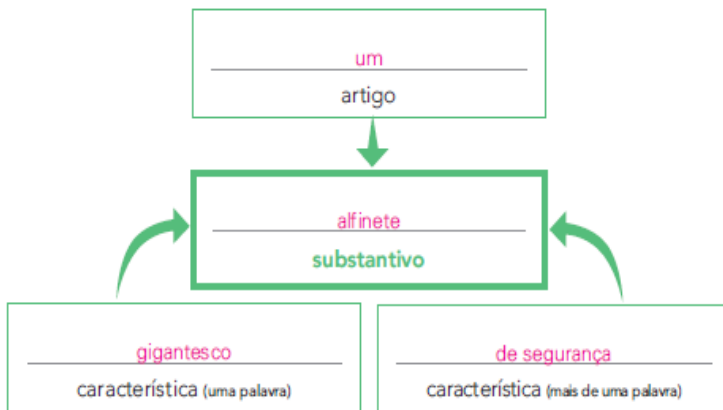 um
artigo
alfinete
substantivo
gigantesco
característica (uma palavra)
de segurança
característica (mais de uma palavra)